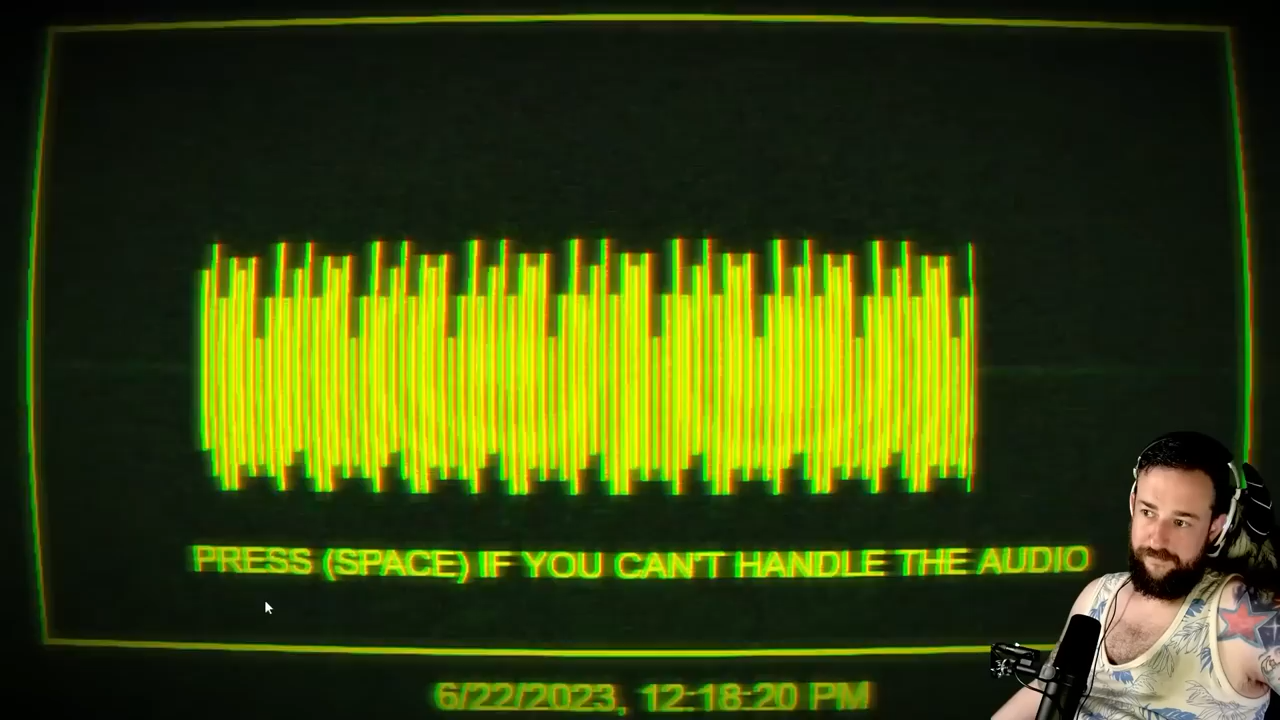 PRESS (SPACE) IF YOU CAN'T HANDLE THE AUDIO
6/22/2023, 12:18:20 PM